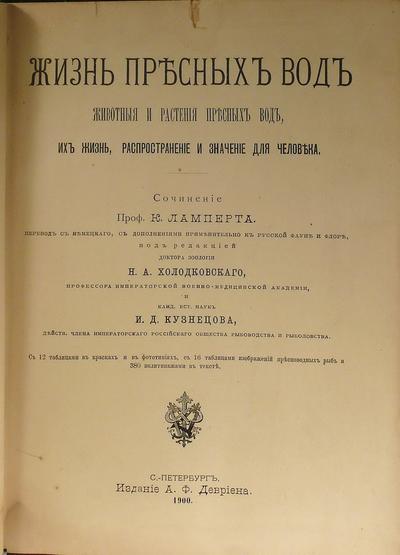 ЖИЗНЬ ПРѢСНЫХЪ ВОДЪ
ЖИВОТНЫЯ И РАСТЕНІЯ ПРѢСНЫХЪ ВОДЪ,
ИХЪ ЖИЗНЬ, РАСПРОСТРАНЕНІЕ И ЗНАЧЕНІЕ ДЛЯ ЧЕЛОВѢКА.
Сочиненіе
Проф. К. ЛАМПЕРТА.
ПЕРЕВОДЪ СЪ НѢМЕЦКАГО, СЪ ДОПОЛНЕНІЯМИ ПРИМѢНИТЕЛЬНО КЪ РУССКОЙ ФАУНѢ И ФЛОРѢ,
ПОДЪ РЕДАКЦІЕЙ
ДОКТОРА ЗООЛОГІИ
Н. А. ХОЛОДКОВСКАГО,
ПРОФЕССОРА ИМПЕРАТОРСКОЙ ВОЕННО-МЕДИЦИНСКОЙ АКАДЕМІИ,
И
КАНД. ЕСТ. НАУКЪ
И. Д. КУЗНЕЦОВА,
ДѢЙСТВ. ЧЛЕНА ИМПЕРАТОРСКАГО РОССІЙСКАГО ОБЩЕСТВА РЫБОВОДСТВА И РЫБОЛОВСТВА.
Съ 12 таблицами въ краскахъ и въ фототипіяхъ, съ 16 таблицами изображеній прѣсноводныхъ рыбъ и
380 политипажами въ текстѣ.
С.-ПЕТЕРБУРГЪ.
Изданіе А. Ф. Девріена.
1900.